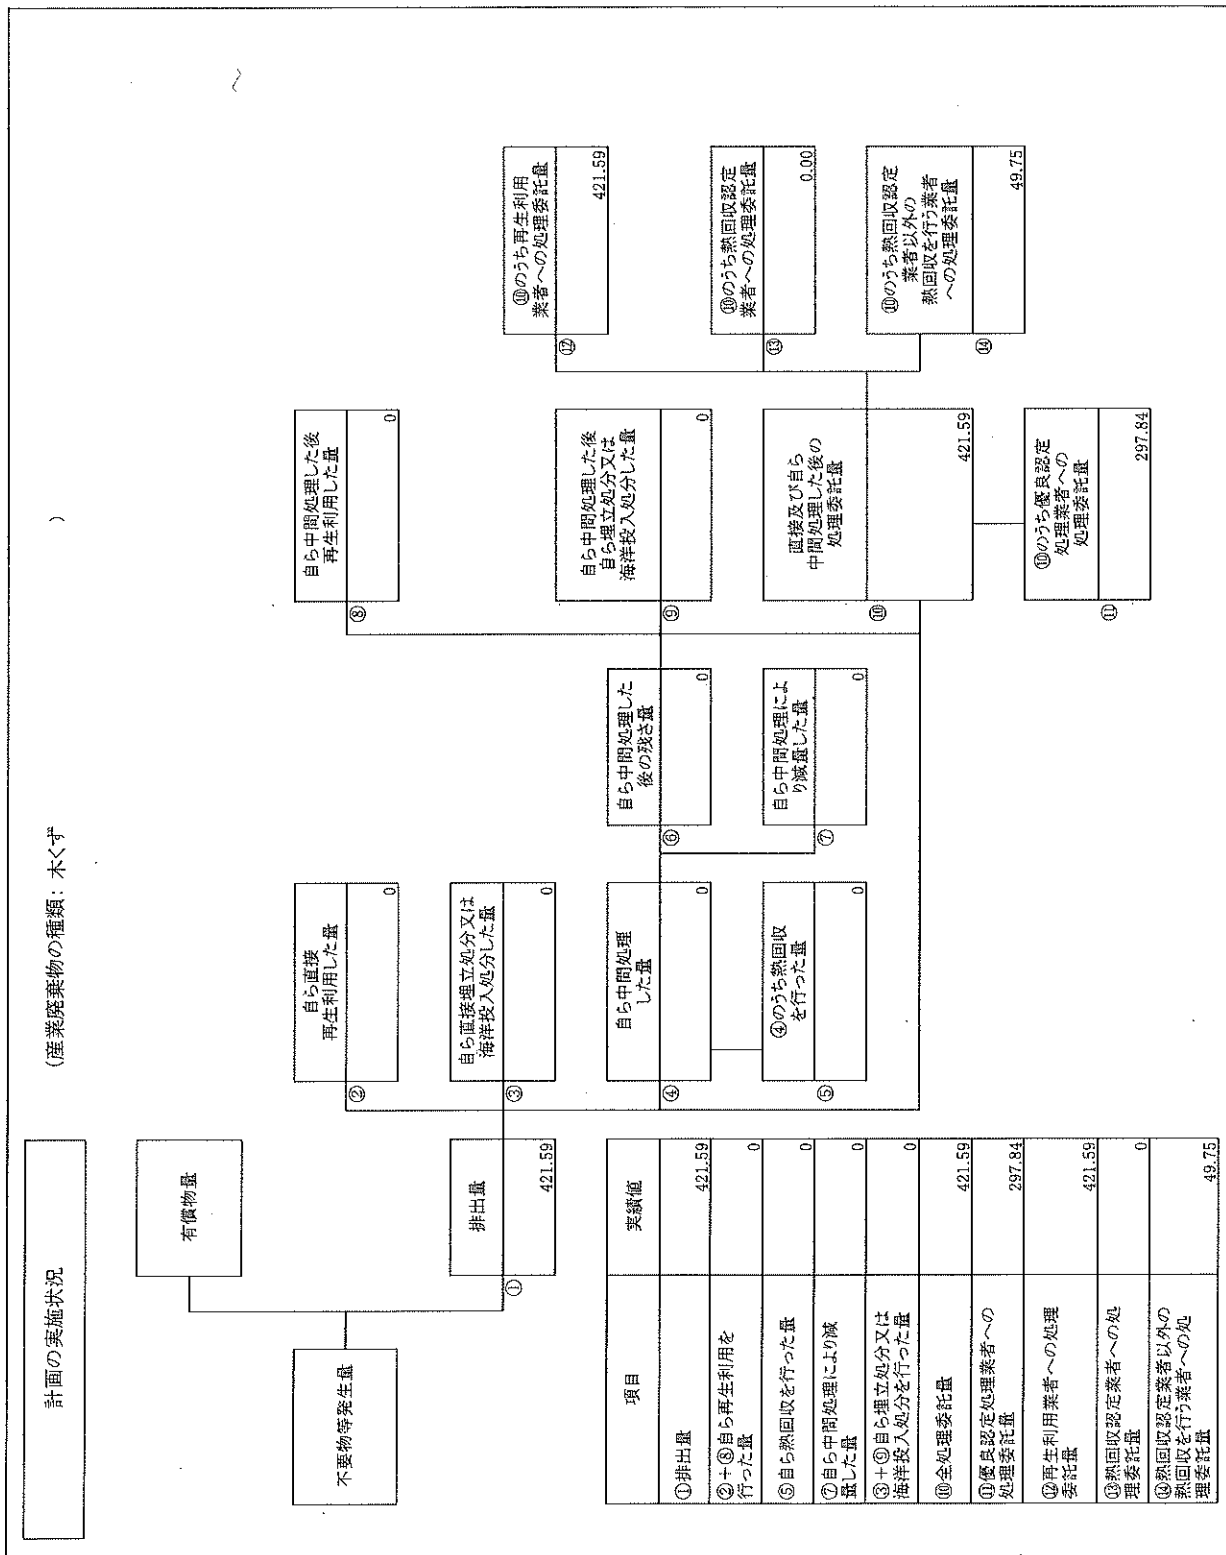 計画の実施状況
(産業廃棄物の種類: 木くず
)
不要物等発生量
有償物量
①
排出量
421.59
②
自ら直接
再生利用した量
0
③
自ら直接埋立処分又は
海洋投入処分した量
0
④
自ら中間処理
した量
0
⑤
④のうち熱回収
を行った量
0
⑥
自ら中間処理した
後の残さ量
0
⑦
自ら中間処理によ
り減量した量
0
⑧
自ら中間処理した後
再生利用した量
0
⑨
自ら中間処理した後
自ら埋立処分又は
海洋投入処分した量
0
⑩
直接及び自ら
中間処理した後の
処理委託量
421.59
⑪
⑩のうち優良認定
処理業者への
処理委託量
297.84
⑫
⑩のうち再生利用
業者への処理委託量
421.59
⑬
⑩のうち熱回収認定
業者への処理委託量
0.00
⑭
⑩のうち熱回収認定
業者以外の
熱回収を行う業者
への処理委託量
49.75
項目
実績値
①排出量
421.59
②+⑧自ら再生利用を
行った量
0
⑤自ら熱回収を行った量
0
⑦自ら中間処理により減
量した量
0
③+⑨自ら埋立処分又は
海洋投入処分を行った量
0
⑩全処理委託量
421.59
⑪優良認定処理業者への
処理委託量
297.84
⑫再生利用業者への処理
委託量
421.59
⑬熱回収認定業者への処
理委託量
0
⑭熱回収認定業者以外の
熱回収を行う業者への処
理委託量
49.75